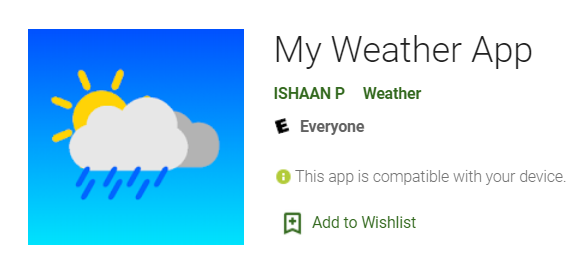 My Weather App
ISHAAN P Weather
E Everyone
This app is compatible with your device.
Add to Wishlist